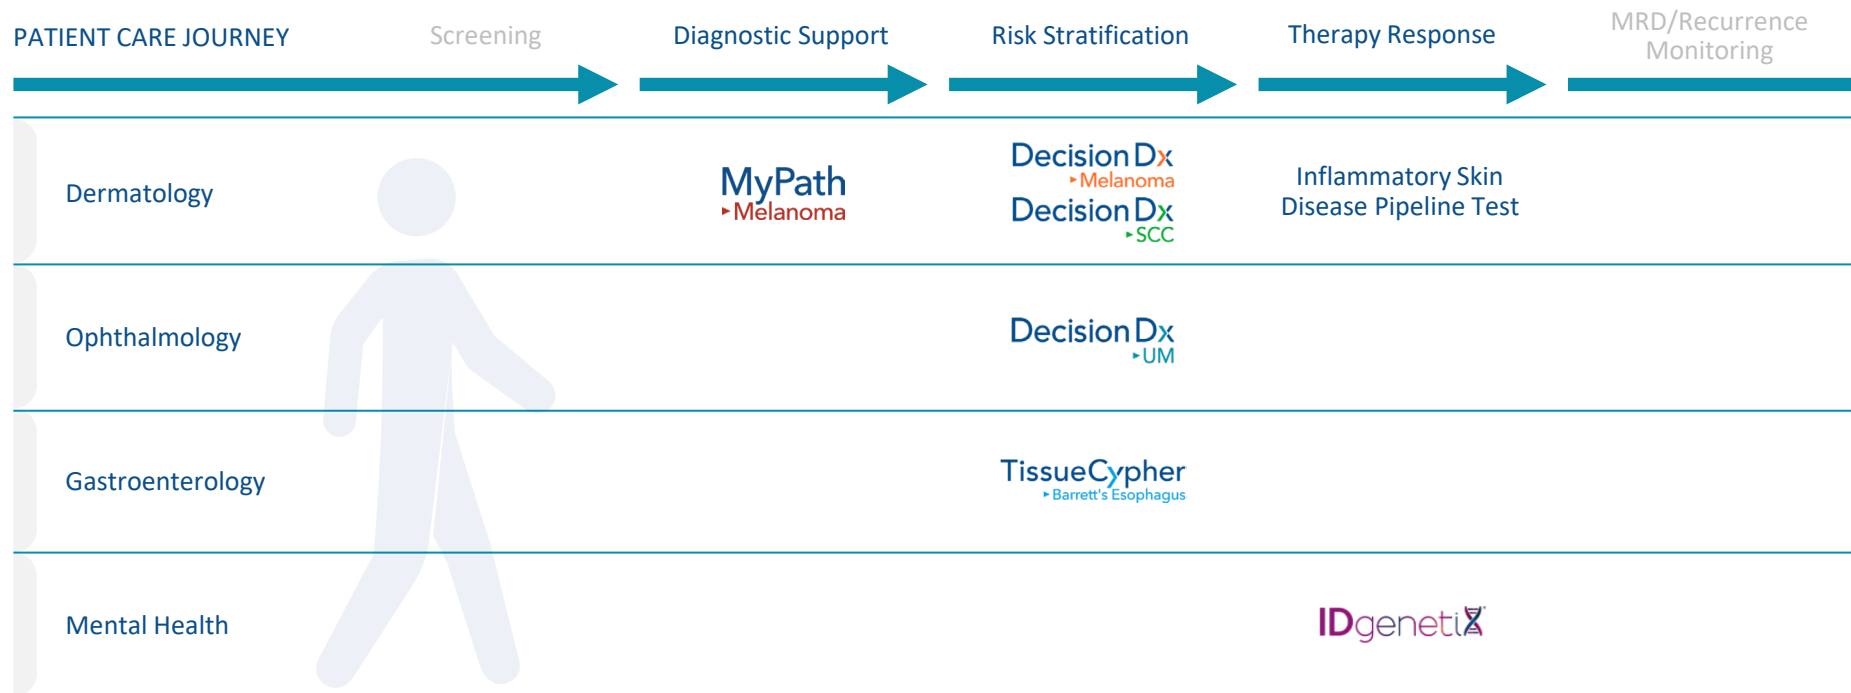 PATIENT CARE JOURNEY
Screening
Diagnostic Support
Risk Stratification
Therapy Response
MRD/Recurrence
Monitoring
Dermatology
MyPath
Melanoma
DecisionDx
Melanoma
DecisionDx
SCC
Inflammatory Skin
Disease Pipeline Test
Ophthalmology
DecisionDx
UM
Gastroenterology
TissueCypher
Barrett's Esophagus
Mental Health
IDgenetiX